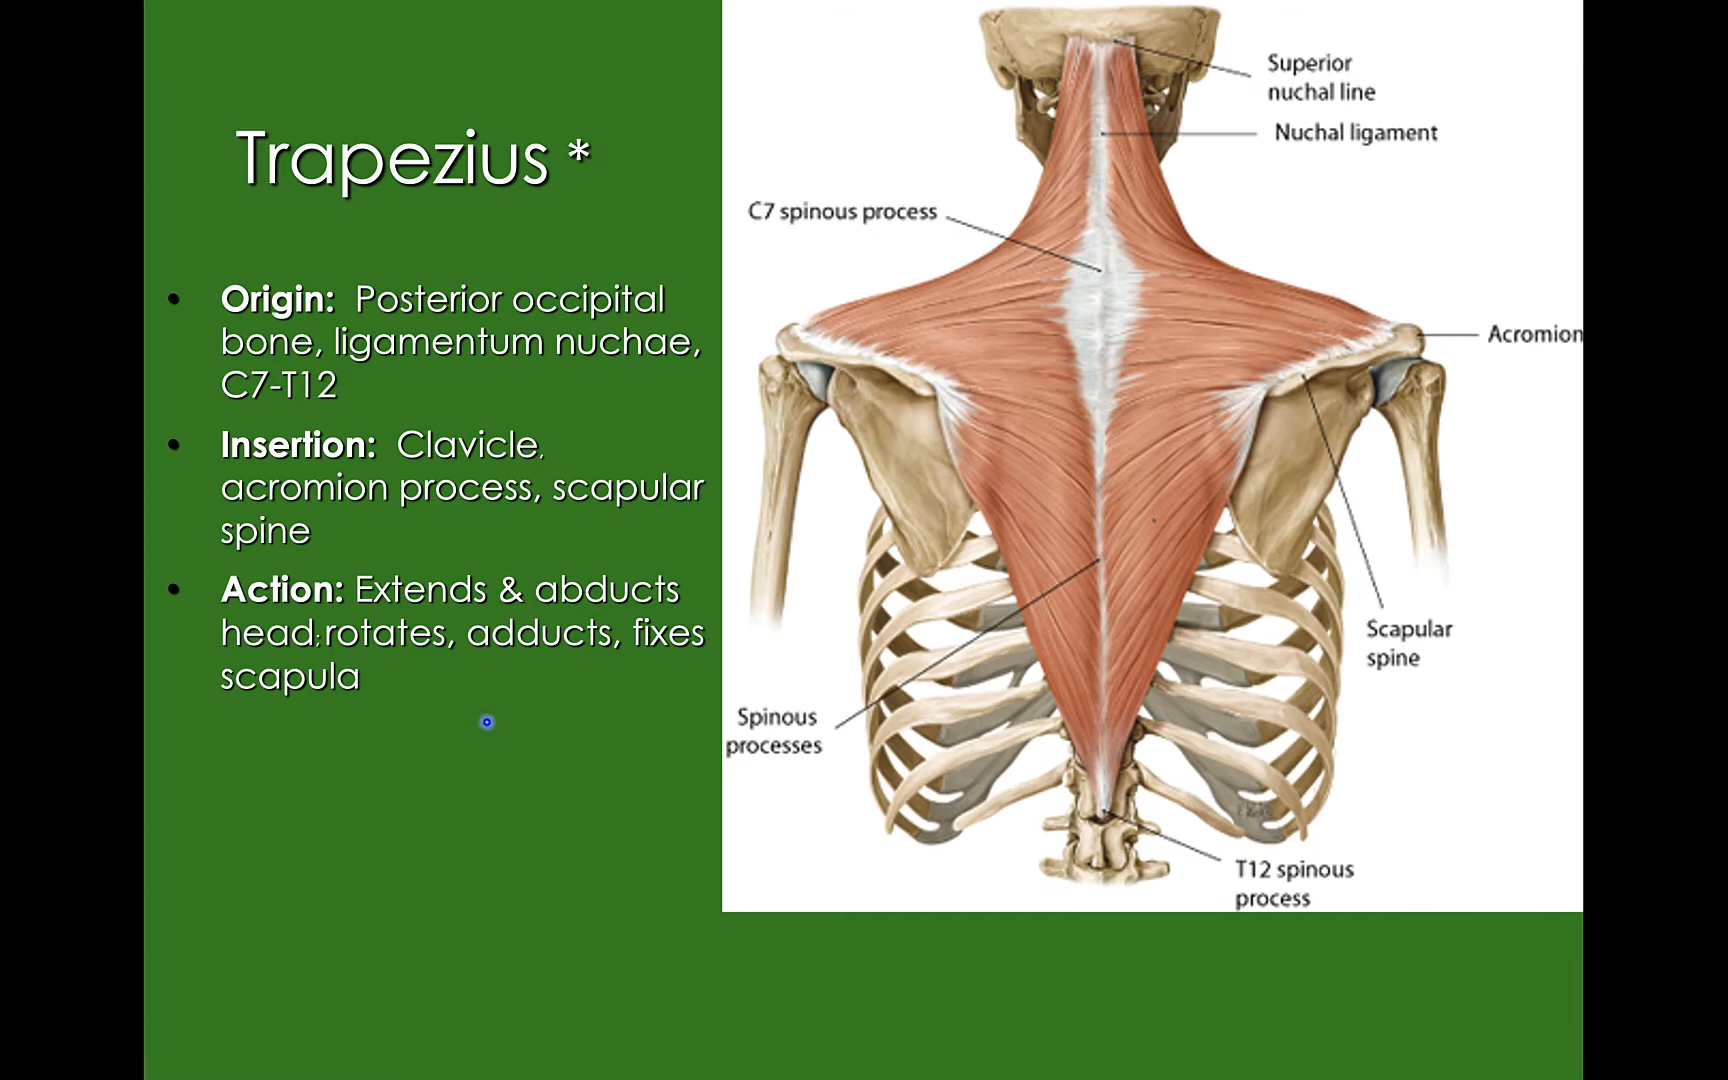 Trapezius *
• Origin: Posterior occipital
bone, ligamentum nuchae,
C7-T12
• Insertion: Clavicle,
acromion process, scapular
spine
• Action: Extends & abducts
head; rotates, adducts, fixes
scapula
Superior
nuchal line
Nuchal ligament
C7 spinous process
Acromion
Scapular
spine
Spinous
processes
T12 spinous
process